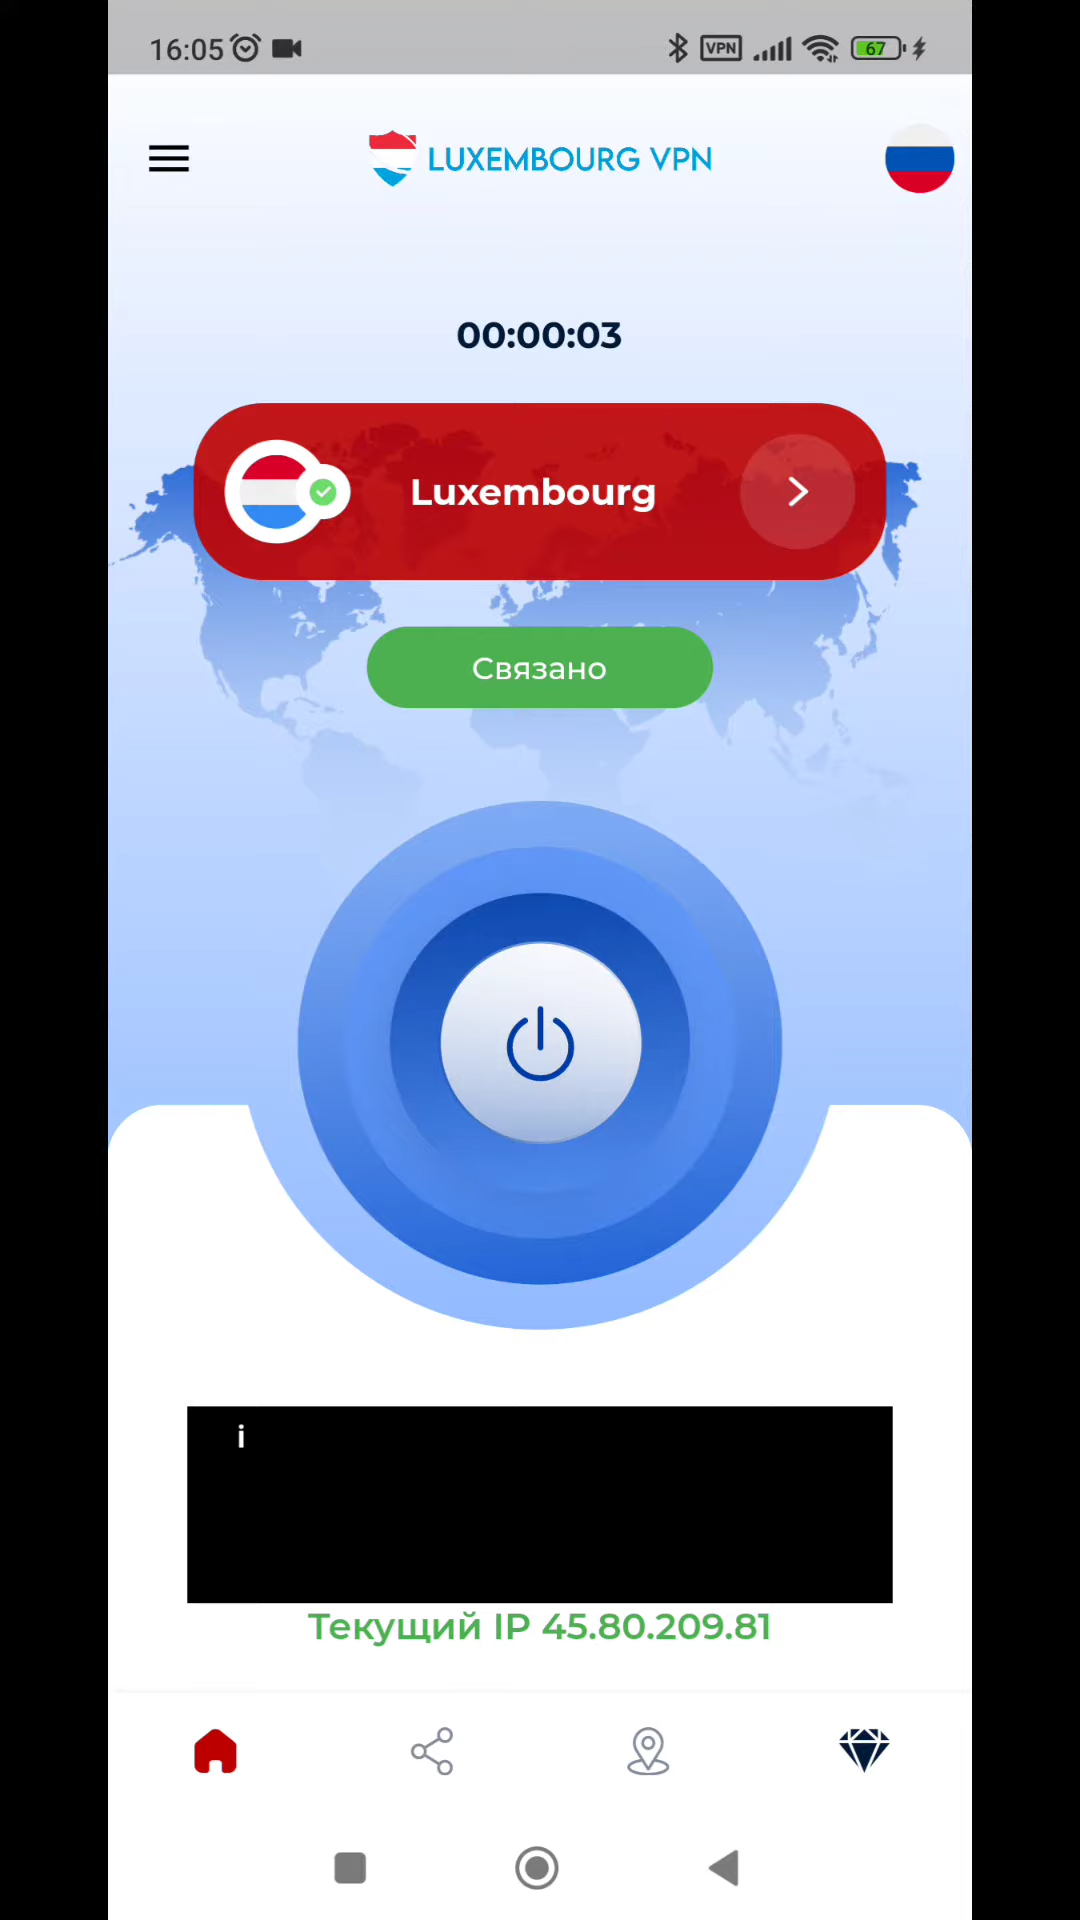 16:05 VPN 67
LUXEMBOURG VPN
00:00:03
Luxembourg
Связано
i
Текущий IP 45.80.209.81